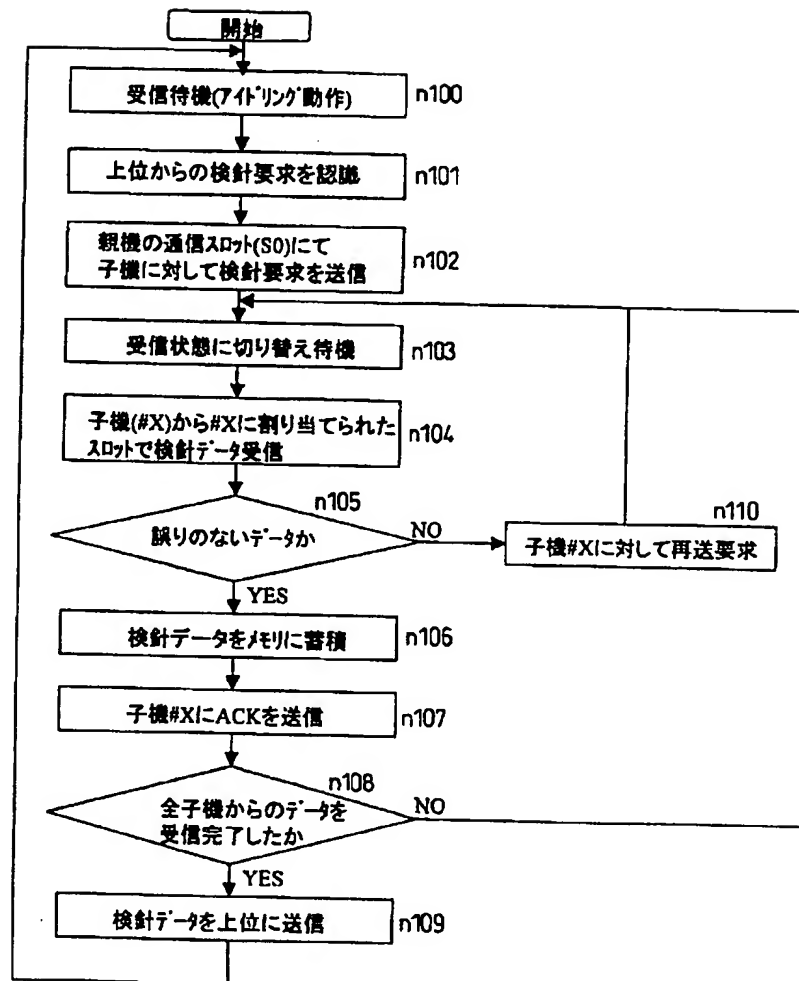 開始
受信待機(アイドリング動作)
n100
上位からの検針要求を認識
n101
親機の通信スロット(S0)にて
子機に対して検針要求を送信
n102
受信状態に切り替え待機
n103
子機(#X)から#Xに割り当てられた
スロットで検針データ受信
n104
n105
誤りのないデータか
NO
n110
子機#Xに対して再送要求
YES
検針データをメモリに蓄積
n106
子機#XにACKを送信
n107
n108
全子機からのデータを
受信完了したか
NO
YES
検針データを上位に送信
n109